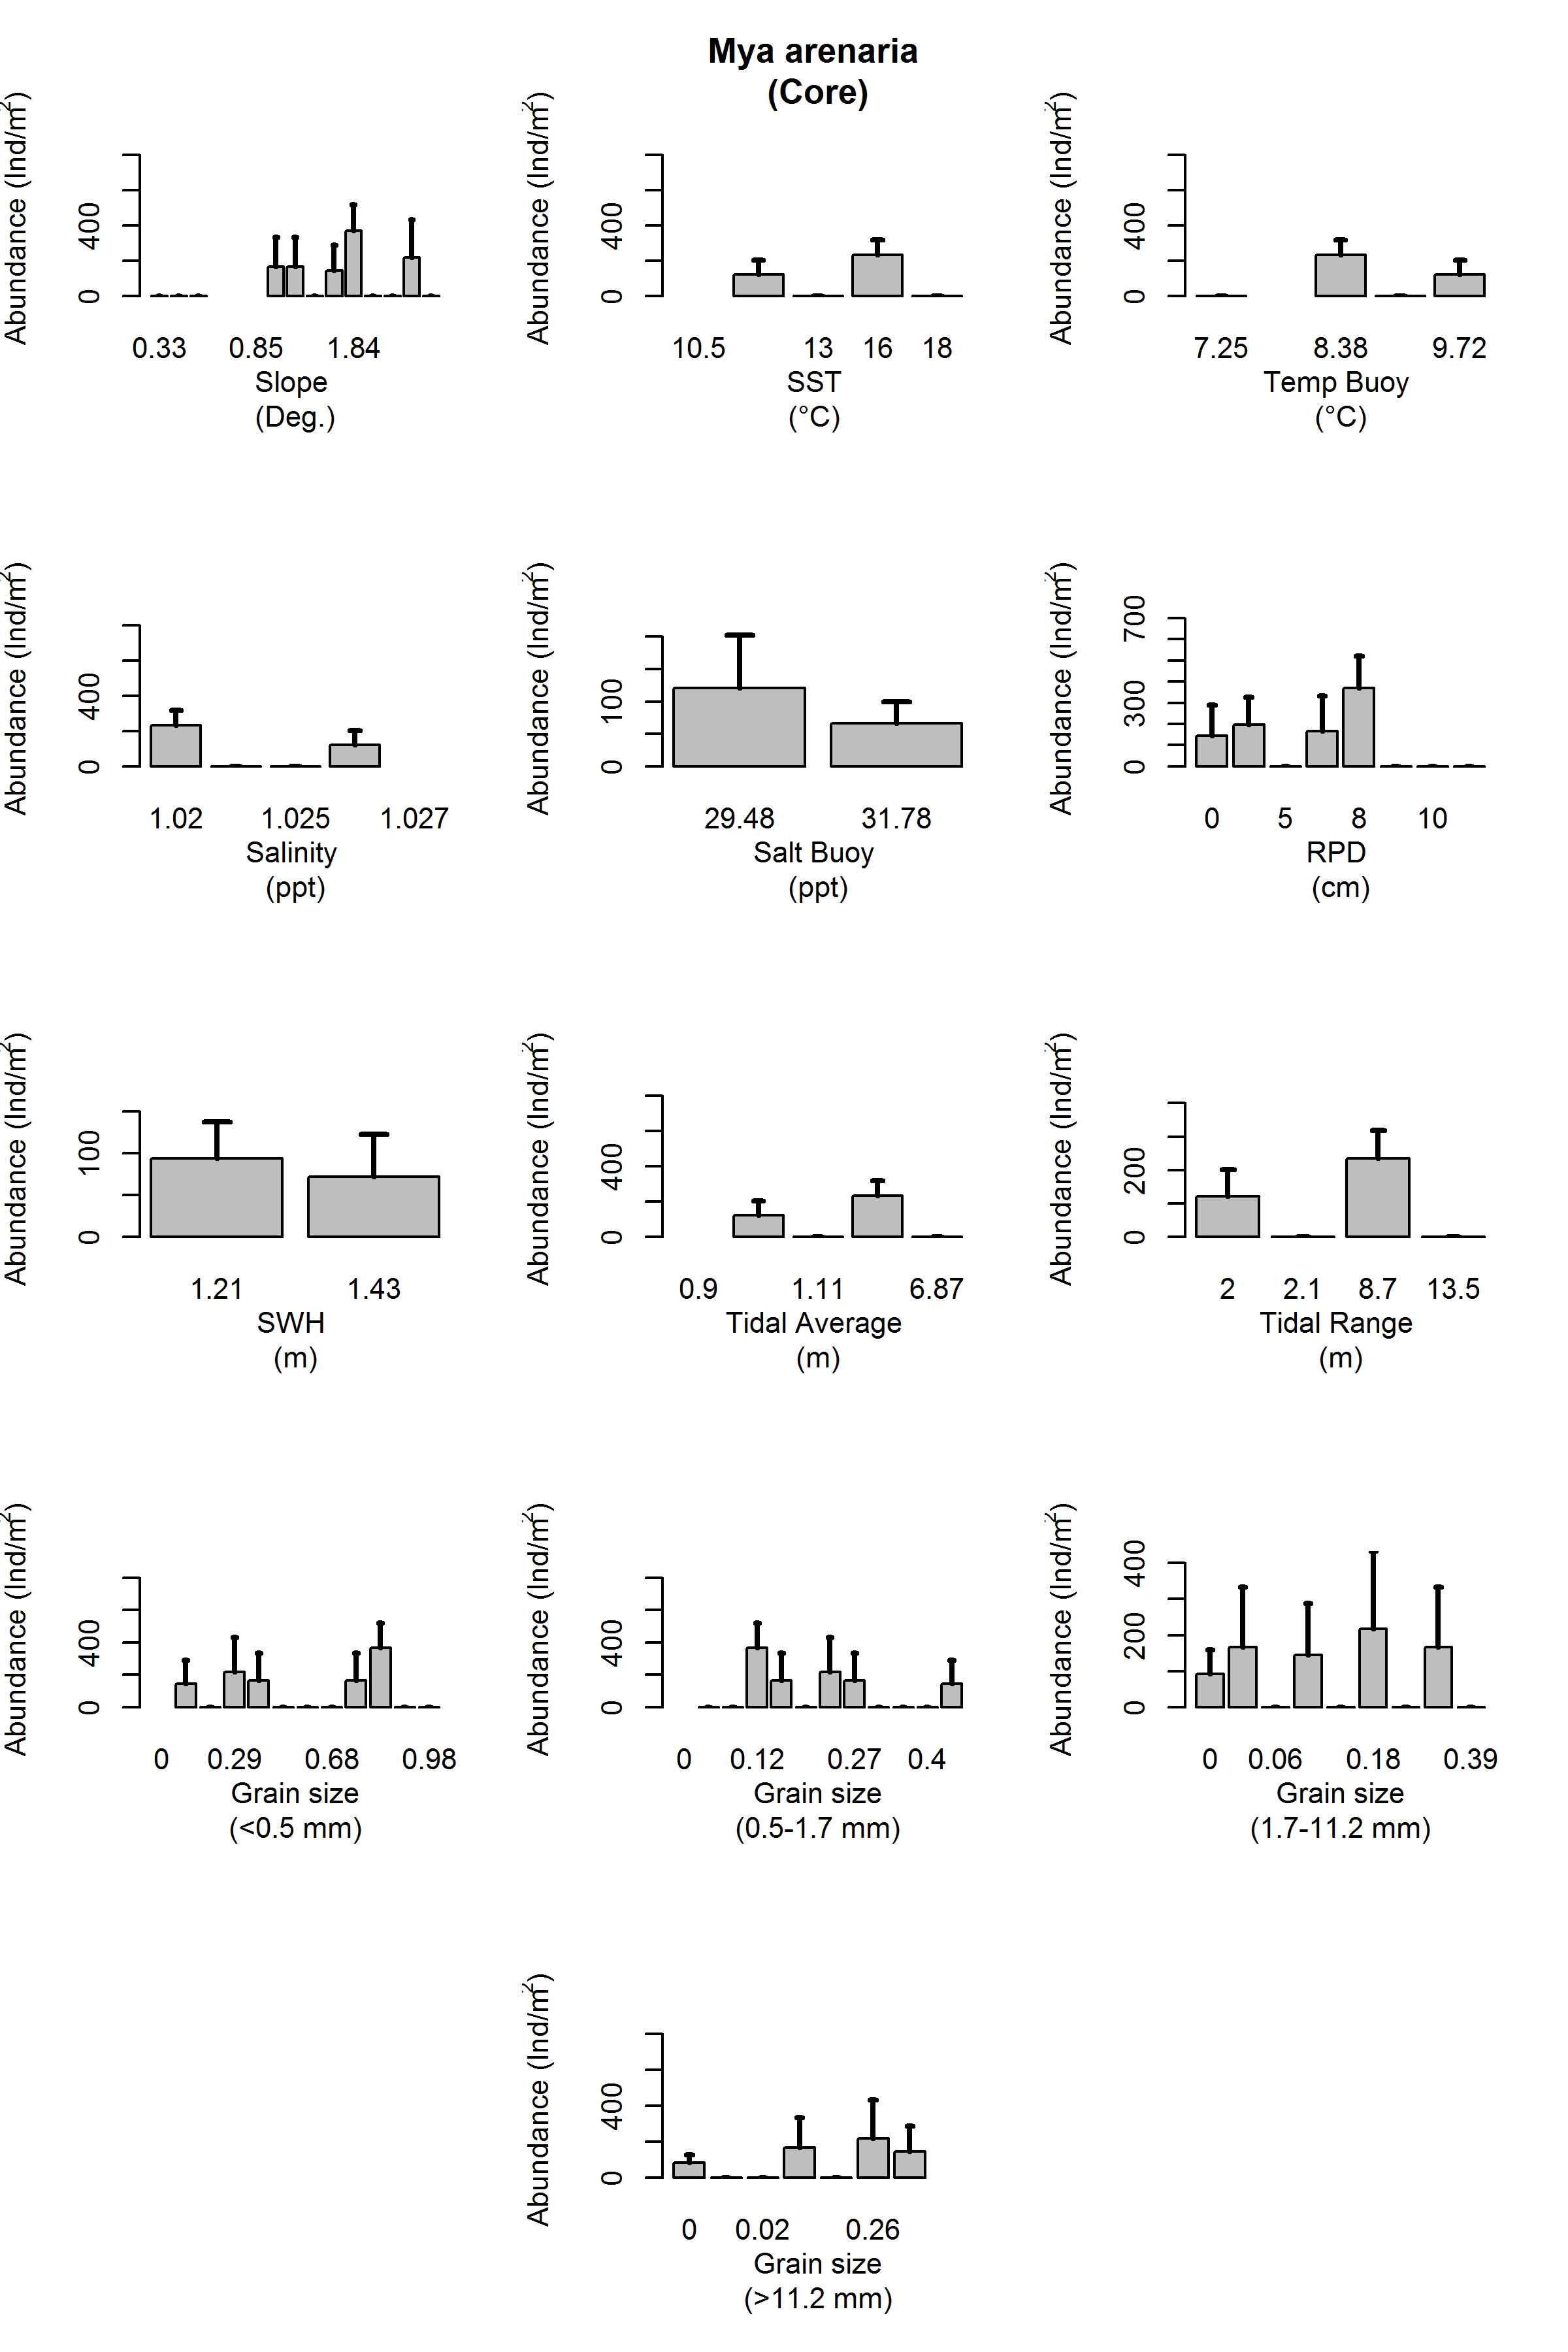 Mya arenaria
(Core)
Abundance (Ind/m²)
0
400
0.33
0.85
1.84
Slope
(Deg.)
Abundance (Ind/m²)
0
400
10.5
13
16
18
SST
(°C)
Abundance (Ind/m²)
0
400
7.25
8.38
9.72
Temp Buoy
(°C)
Abundance (Ind/m²)
0
400
1.02
1.025
1.027
Salinity
(ppt)
Abundance (Ind/m²)
0
100
29.48
31.78
Salt Buoy
(ppt)
Abundance (Ind/m²)
0
300
700
0
5
8
10
RPD
(cm)
Abundance (Ind/m²)
0
100
1.21
1.43
SWH
(m)
Abundance (Ind/m²)
0
400
0.9
1.11
6.87
Tidal Average
(m)
Abundance (Ind/m²)
0
200
2
2.1
8.7
13.5
Tidal Range
(m)
Abundance (Ind/m²)
0
400
0
0.29
0.68
0.98
Grain size
(<0.5 mm)
Abundance (Ind/m²)
0
400
0
0.12
0.27
0.4
Grain size
(0.5-1.7 mm)
Abundance (Ind/m²)
0
200
400
0
0.06
0.18
0.39
Grain size
(1.7-11.2 mm)
Abundance (Ind/m²)
0
400
0
0.02
0.26
Grain size
(>11.2 mm)